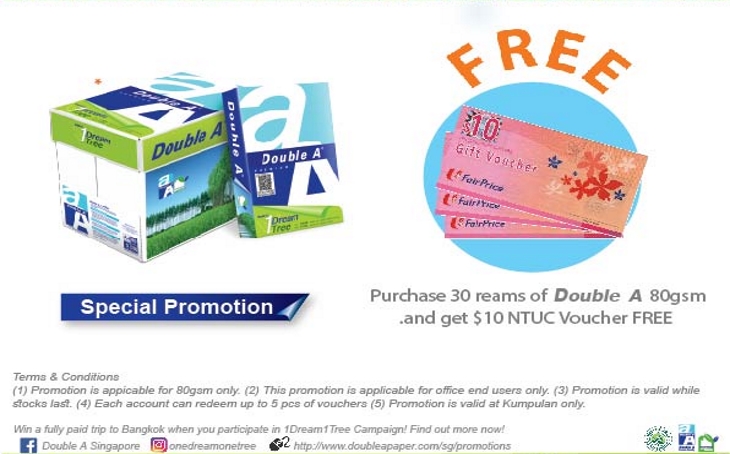 FREE
Double A
1 Dream
Tree
Double A
Double A
PREMIUM
1 Dream
Tree
$10
Gift Voucher
FairPrice
FairPrice
FairPrice
Special Promotion
Purchase 30 reams of Double A 80gsm
.and get $10 NTUC Voucher FREE
Terms & Conditions
(1) Promotion is appicable for 80gsm only. (2) This promotion is applicable for office end users only. (3) Promotion is valid while
stocks last. (4) Each account can redeem up to 5 pcs of vouchers (5) Promotion is valid at Kumpulan only.
Win a fully paid trip to Bangkok when you participate in 1Dream1Tree Campaign! Find out more now!
Double A Singapore onedreamonetree http://www.doubleapaper.com/sg/promotions